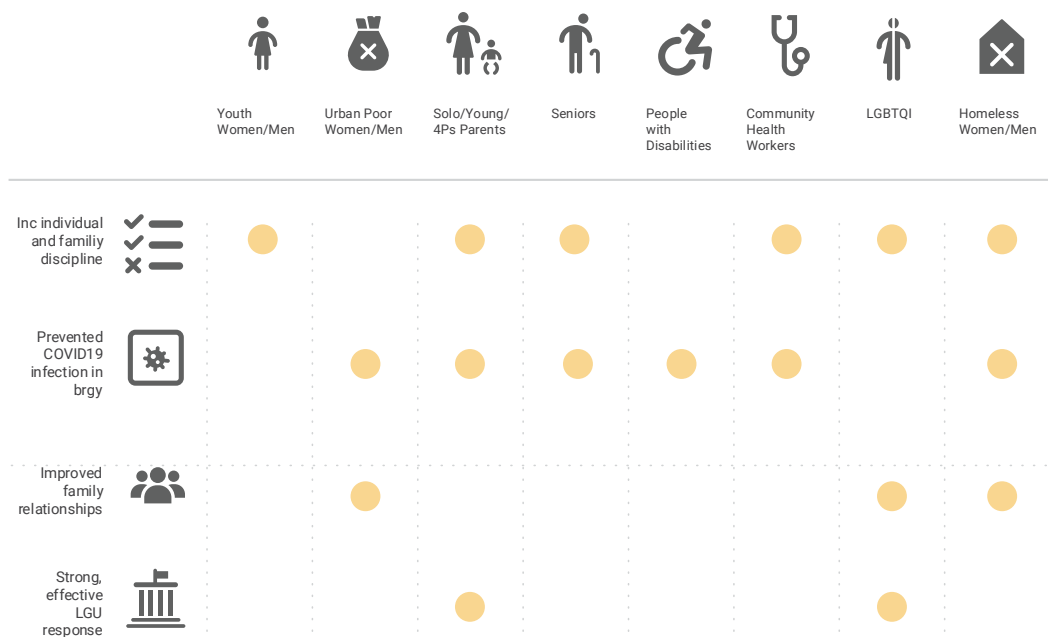 Youth
Women/Men
Urban Poor
Women/Men
Solo/Young/
4Ps Parents
Seniors
People
with
Disabilities
Community
Health
Workers
LGBTQI
Homeless
Women/Men
Inc individual
and familiy
discipline
Prevented
COVID19
infection in
brgy
Improved
family
relationships
Strong,
effective
LGU
response